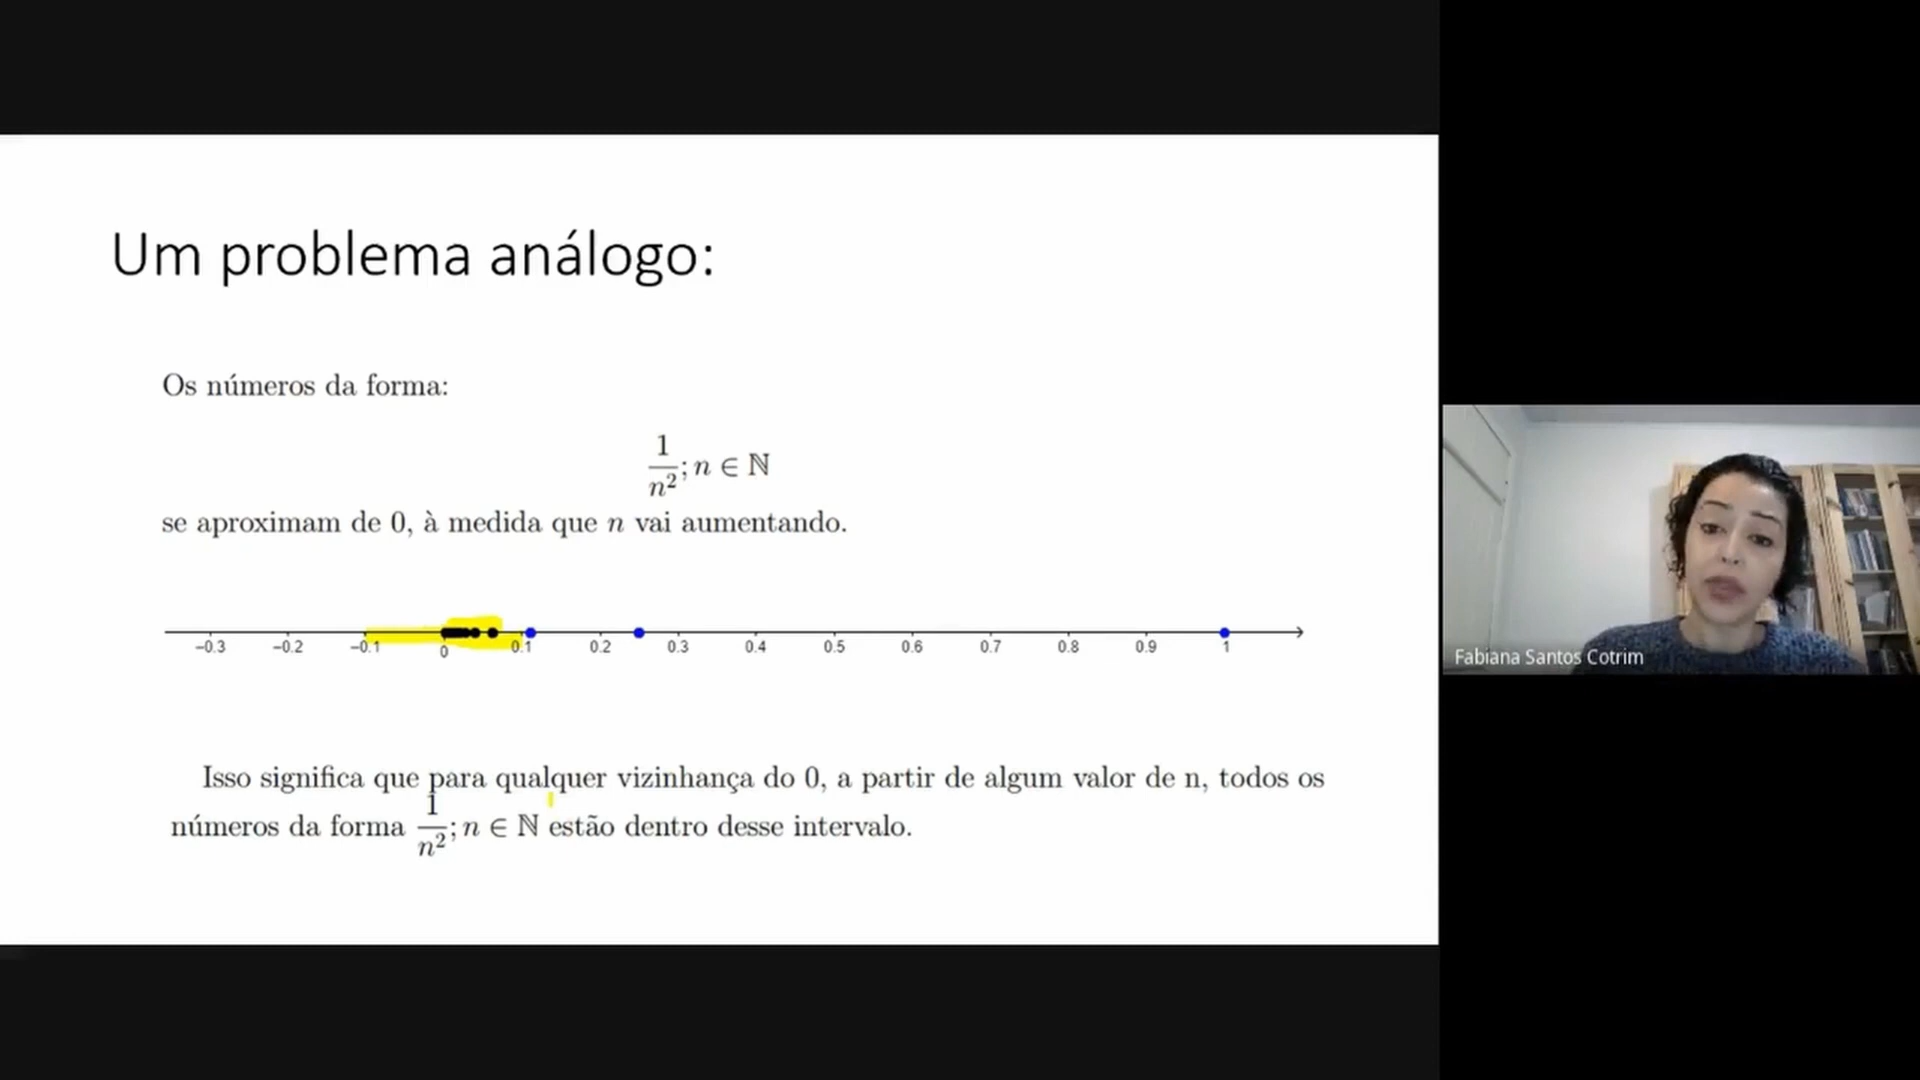 Um problema análogo:
Os números da forma:
1/n²; n ∈ ℕ
se aproximam de 0, à medida que n vai aumentando.
−0.3 −0.2 −0.1 0 0.1 0.2 0.3 0.4 0.5 0.6 0.7 0.8 0.9 1
Isso significa que para qualquer vizinhança do 0, a partir de algum valor de n, todos os
números da forma 1/n²; n ∈ ℕ estão dentro desse intervalo.
Fabiana Santos Cotrim